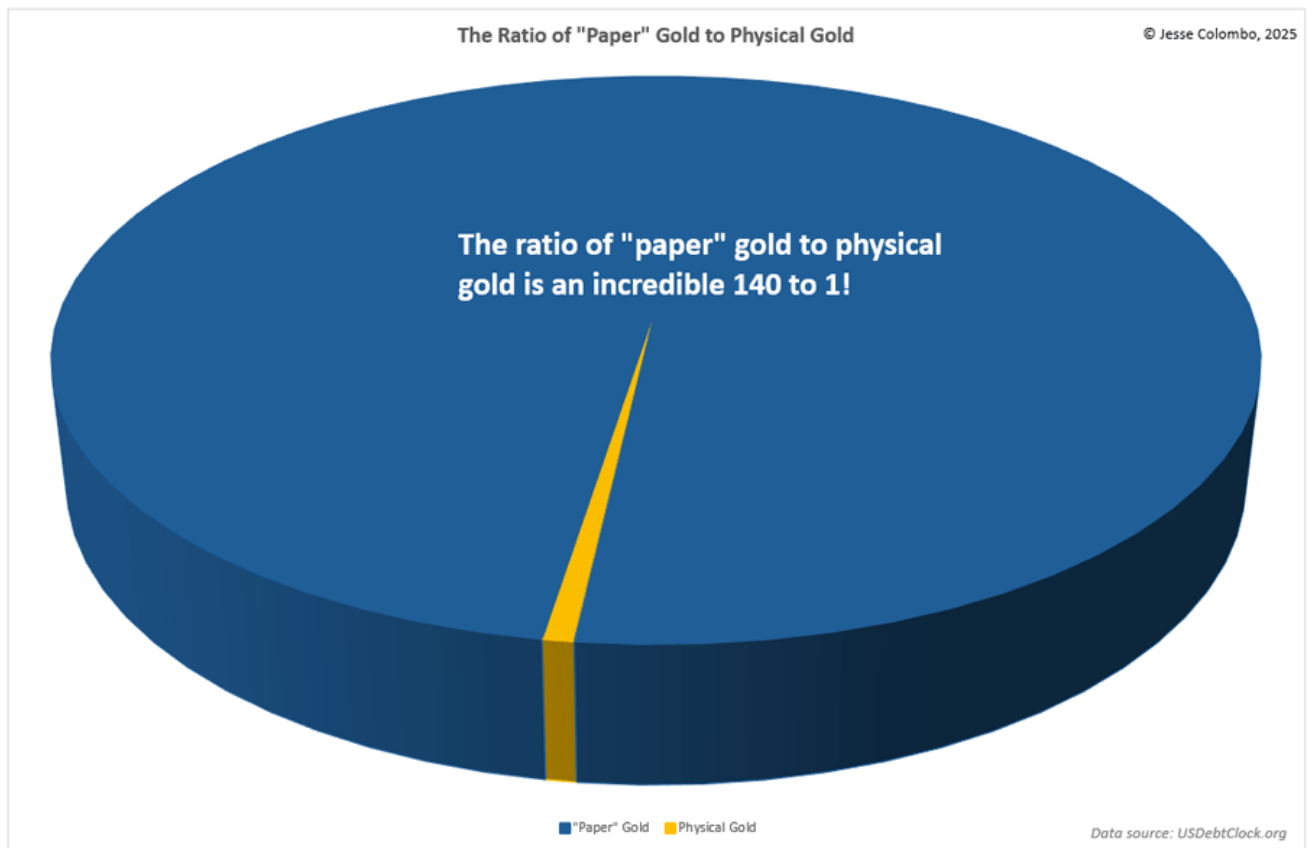 The Ratio of "Paper" Gold to Physical Gold
© Jesse Colombo, 2025
The ratio of "paper" gold to physical
gold is an incredible 140 to 1!
"Paper" Gold Physical Gold
Data source: USDebtClock.org